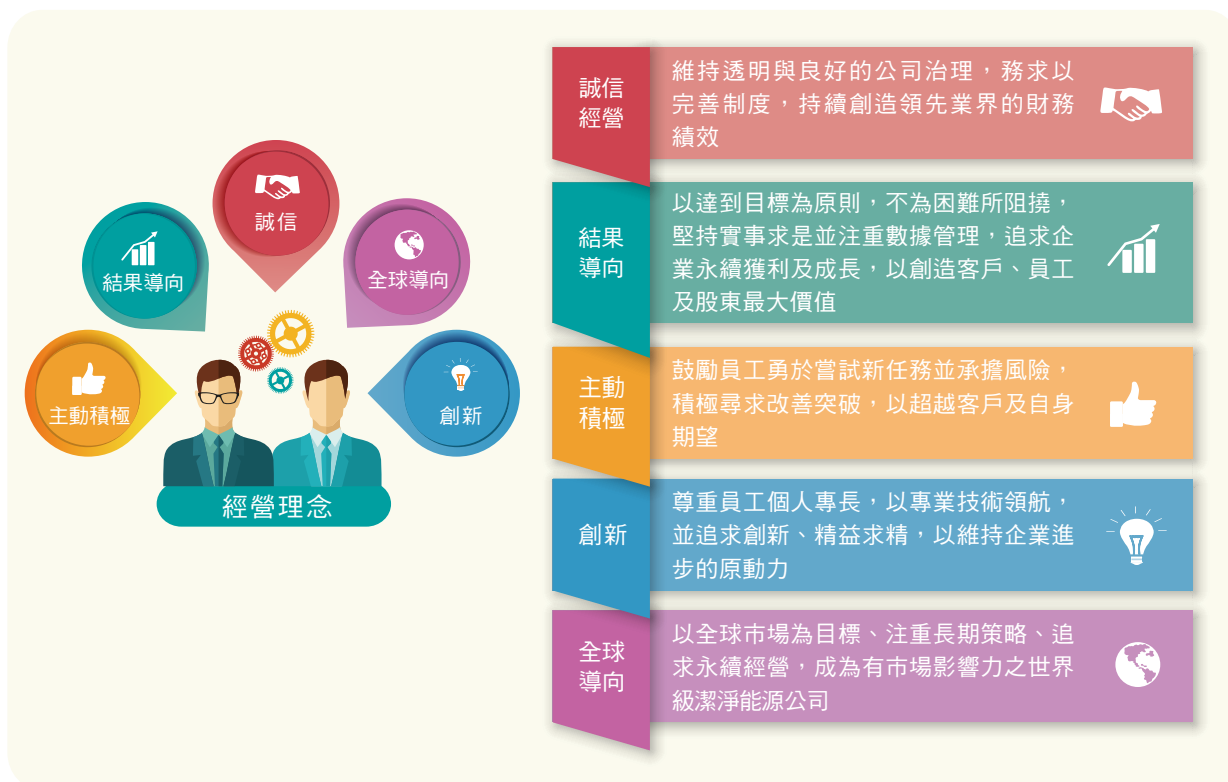 誠信
結果導向
全球導向
主動積極
創新
經營理念
誠信
經營
維持透明與良好的公司治理，務求以
完善制度，持續創造領先業界的財務
績效
結果
導向
以達到目標為原則，不為困難所阻撓，
堅持實事求是並注重數據管理，追求企
業永續獲利及成長，以創造客戶、員工
及股東最大價值
主動
積極
鼓勵員工勇於嘗試新任務並承擔風險，
積極尋求改善突破，以超越客戶及自身
期望
創新
尊重員工個人專長，以專業技術領航，
並追求創新、精益求精，以維持企業進
步的原動力
全球
導向
以全球市場為目標、注重長期策略、追
求永續經營，成為有市場影響力之世界
級潔淨能源公司